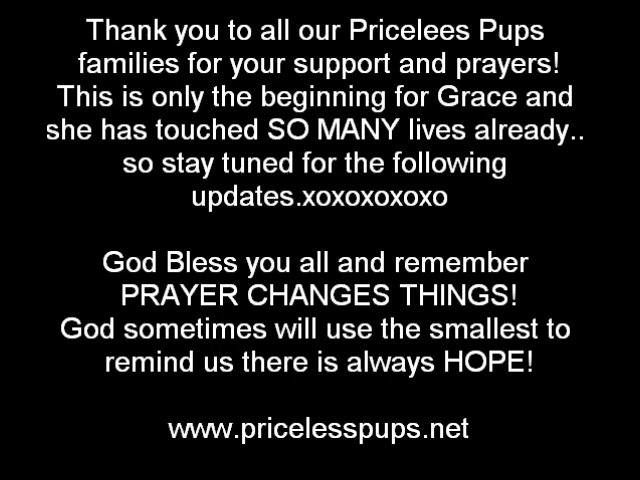 Thank you to all our Pricelees Pups
families for your support and prayers!
This is only the beginning for Grace and
she has touched SO MANY lives already..
so stay tuned for the following
updates.xoxoxoxoxo
God Bless you all and remember
PRAYER CHANGES THINGS!
God sometimes will use the smallest to
remind us there is always HOPE!
www.pricelesspups.net